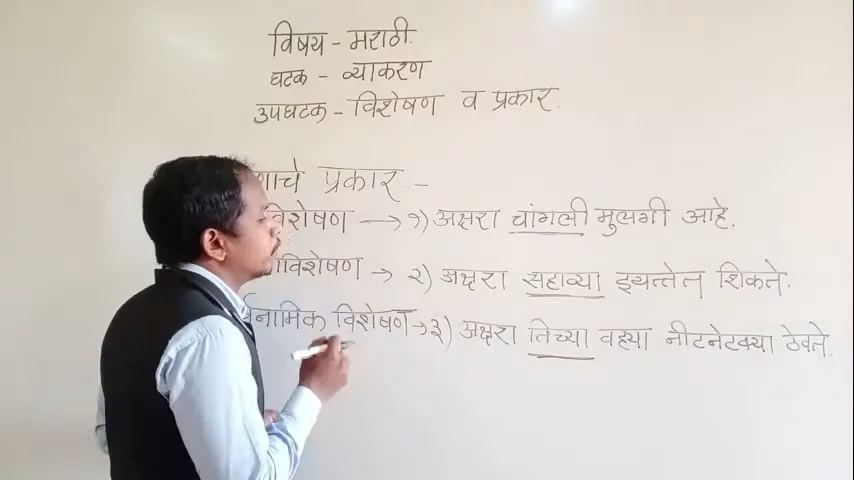 विषय - मराठी.
घटक - व्याकरण
उपघटक - विशेषण व प्रकार.
प्रकार -
विशेषण → १) अक्षरा चांगली मुलगी आहे.
विशेषण → २) अक्षरा सहाव्या इयत्तेत शिकते.
विशेषण → ३) अक्षरा तिच्या वह्या नीटनेटक्या ठेवते.